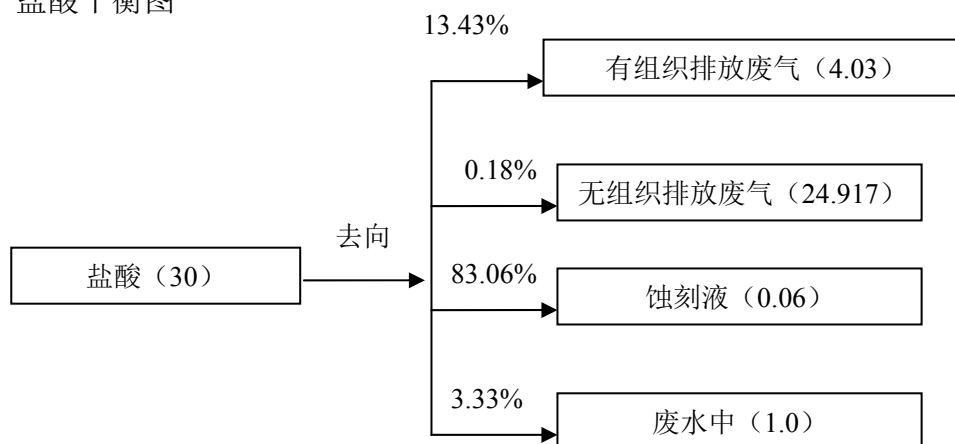 盐酸平衡图
13.43%
有组织排放废气（4.03）
0.18%
无组织排放废气（24.917）
去向
盐酸（30）
83.06%
蚀刻液（0.06）
3.33%
废水中（1.0）